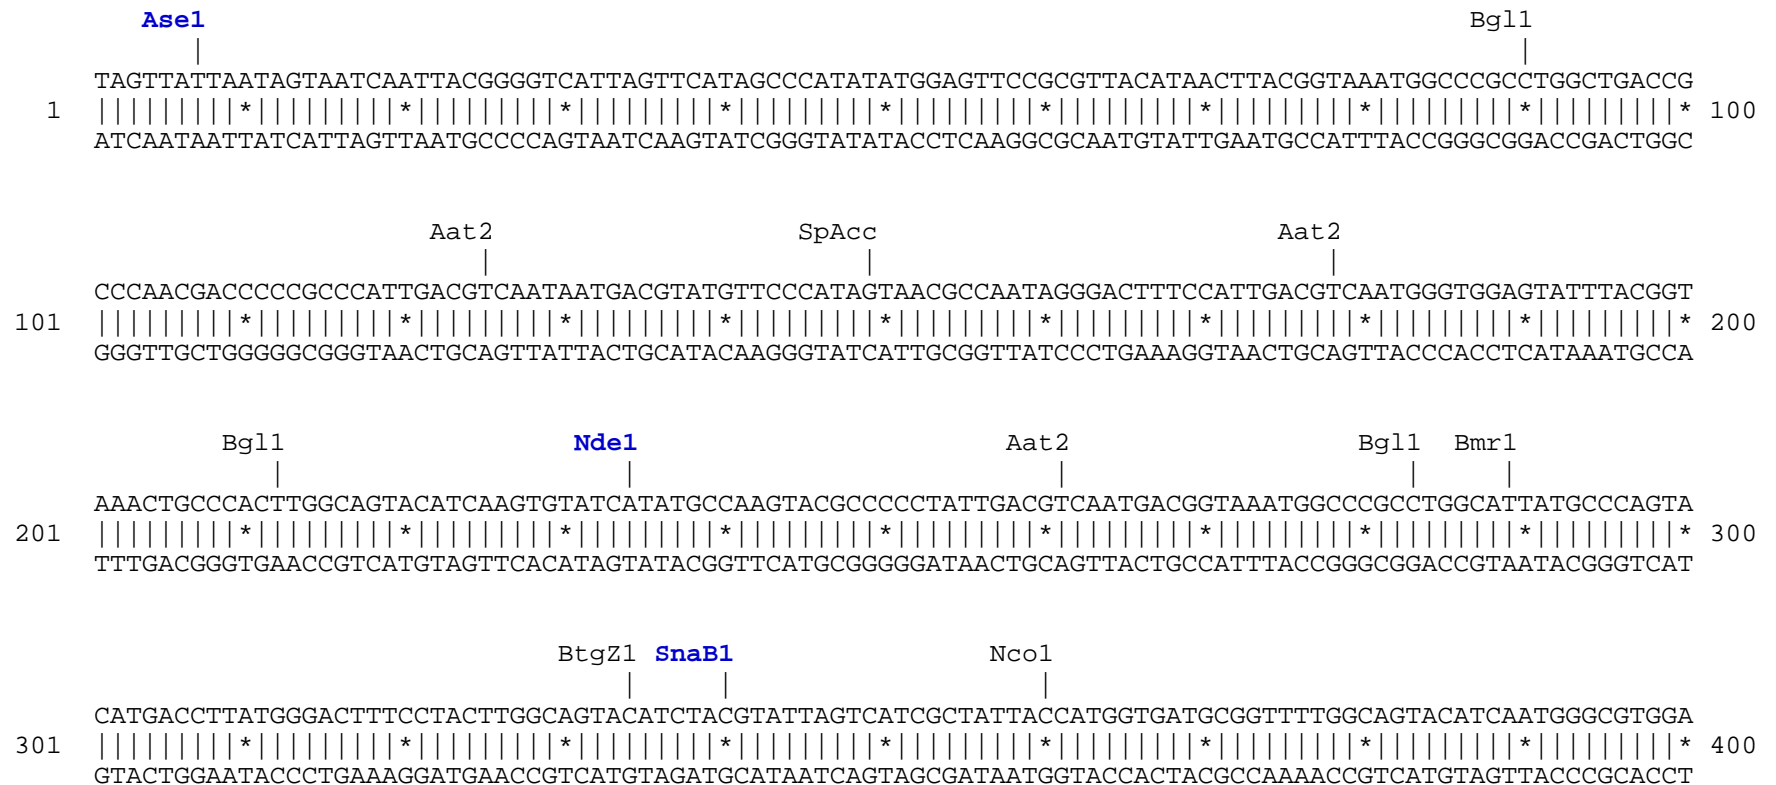 Ase1 Bgl1
TAGTTATTAATAGTAATCAATTACGGGGTCATTAGTTCATAGCCCATATATGGAGTTCCGCGTTACATAACTTACGGTAAATGGCCCGCCTGGCTGACCG
1 |||||||||*|||||||||*|||||||||*|||||||||*|||||||||*|||||||||*|||||||||*|||||||||*|||||||||*|||||||||* 100
ATCAATAATTATCATTAGTTAATGCCCCAGTAATCAAGTATCGGGTATATACCTCAAGGCGCAATGTATTGAATGCCATTTACCGGGCGGACCGACTGGC
Aat2 SpAcc Aat2
CCCAACGACCCCCGCCCATTGACGTCAATAATGACGTATGTTCCCATAGTAACGCCAATAGGGACTTTCCATTGACGTCAATGGGTGGAGTATTTACGGT
101 |||||||||*|||||||||*|||||||||*|||||||||*|||||||||*|||||||||*|||||||||*|||||||||*|||||||||*|||||||||* 200
GGGTTGCTGGGGGCGGGTAACTGCAGTTATTACTGCATACAAGGGTATCATTGCGGTTATCCCTGAAAGGTAACTGCAGTTACCCACCTCATAAATGCCA
Bgl1 Nde1 Aat2 Bgl1 Bmr1
AAACTGCCCACTTGGCAGTACATCAAGTGTATCATATGCCAAGTACGCCCCCTATTGACGTCAATGACGGTAAATGGCCCGCCTGGCATTATGCCCAGTA
201 |||||||||*|||||||||*|||||||||*|||||||||*|||||||||*|||||||||*|||||||||*|||||||||*|||||||||*|||||||||* 300
TTTGACGGGTGAACCGTCATGTAGTTCACATAGTATACGGTTCATGCGGGGGATAACTGCAGTTACTGCCATTTACCGGGCGGACCGTAATACGGGTCAT
BtgZ1 SnaB1 Nco1
CATGACCTTATGGGACTTTCCTACTTGGCAGTACATCTACGTATTAGTCATCGCTATTACCATGGTGATGCGGTTTTGGCAGTACATCAATGGGCGTGGA
301 |||||||||*|||||||||*|||||||||*|||||||||*|||||||||*|||||||||*|||||||||*|||||||||*|||||||||*|||||||||* 400
GTACTGGAATACCCTGAAAGGATGAACCGTCATGTAGATGCATAATCAGTAGCGATAATGGTACCACTACGCCAAAACCGTCATGTAGTTACCCGCACCT